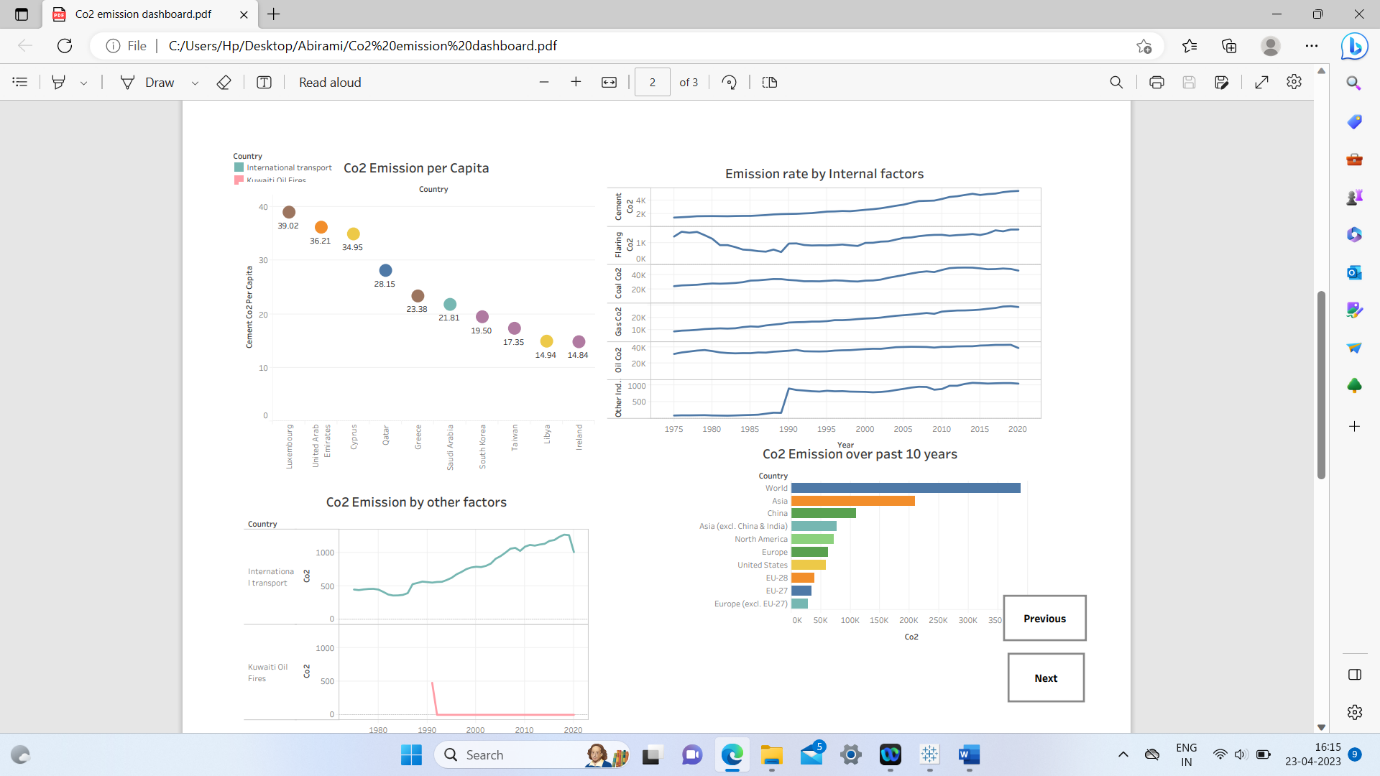 Co2 emission dashboard.pdf
File
C:/Users/Hp/Desktop/Abirami/Co2%20emission%20dashboard.pdf
Draw
Read aloud
2
of 3
Country
International transport
Kuwaiti Oil Fires
Co2 Emission per Capita
Country
Cement Co2 Per Capita
40
30
20
10
0
39.02
36.21
34.95
28.15
23.38
21.81
19.50
17.35
14.94
14.84
Luxembourg
United Arab
Emirates
Cyprus
Qatar
Greece
Saudi Arabia
South Korea
Taiwan
Libya
Ireland
Emission rate by Internal factors
Cement
Co2
4K
2K
Flaring
Co2
1K
0K
Coal Co2
40K
20K
Gas Co2
20K
10K
Oil Co2
40K
20K
Other Ind.
1000
500
1975
1980
1985
1990
1995
2000
2005
2010
2015
2020
Year
Co2 Emission over past 10 years
Country
World
Asia
China
Asia (excl. China & India)
North America
Europe
United States
EU-28
EU-27
Europe (excl. EU-27)
0K
50K
100K
150K
200K
250K
300K
350
Co2
Previous
Next
Co2 Emission by other factors
Country
Internationa
l transport
Co2
1000
500
0
Kuwaiti Oil
Fires
Co2
1000
500
0
1980
1990
2000
2010
2020
Search
5
ENG
IN
16:15
23-04-2023
9